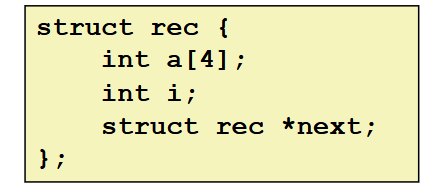 struct rec {
    int a[4];
    int i;
    struct rec *next;
};